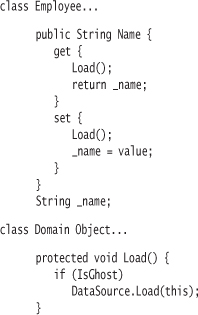 class Employee...
public String Name {
get {
Load();
return _name;
}
set {
Load();
_name = value;
}
}
String _name;
class Domain Object...
protected void Load() {
if (IsGhost)
DataSource.Load(this);
}